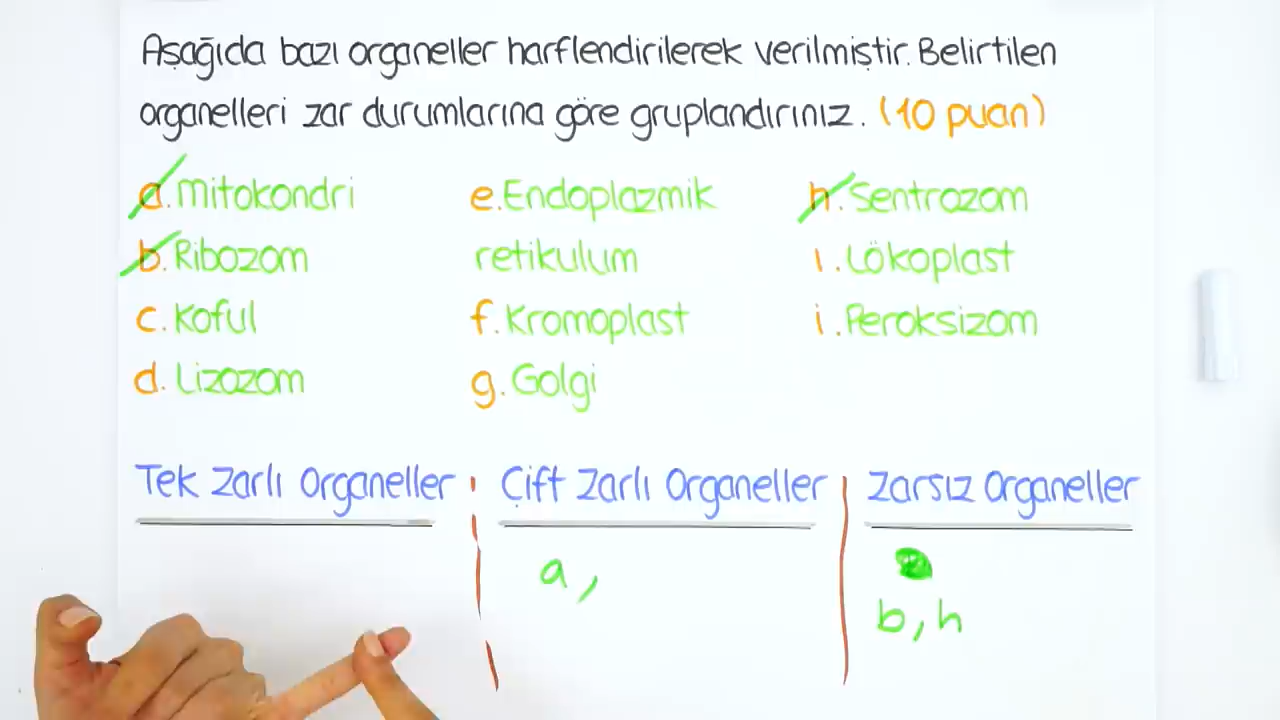 Aşağıda bazı organeller harflendirilerek verilmiştir. Belirtilen
organelleri zar durumlarına göre gruplandırınız. (10 puan)
a. Mitokondri
b. Ribozom
c. Koful
d. Lizozom
e. Endoplazmik
retikulum
f. Kromoplast
g. Golgi
h. Sentrozom
ı. Lökoplast
i. Peroksizom
Tek Zarlı Organeller
Çift Zarlı Organeller
a,
Zarsız Organeller
b, h